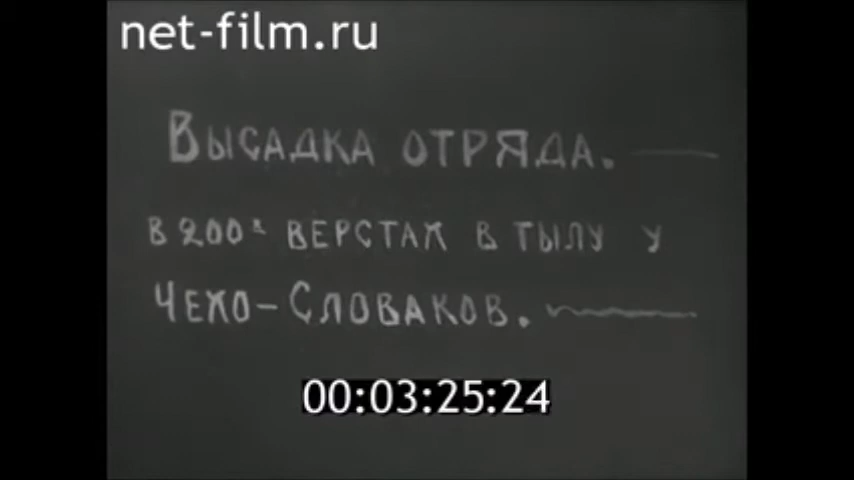 net-film.ru
Высадка отряда.
в 200х верстах в тылу у
Чехо-Словаков.
00:03:25:24